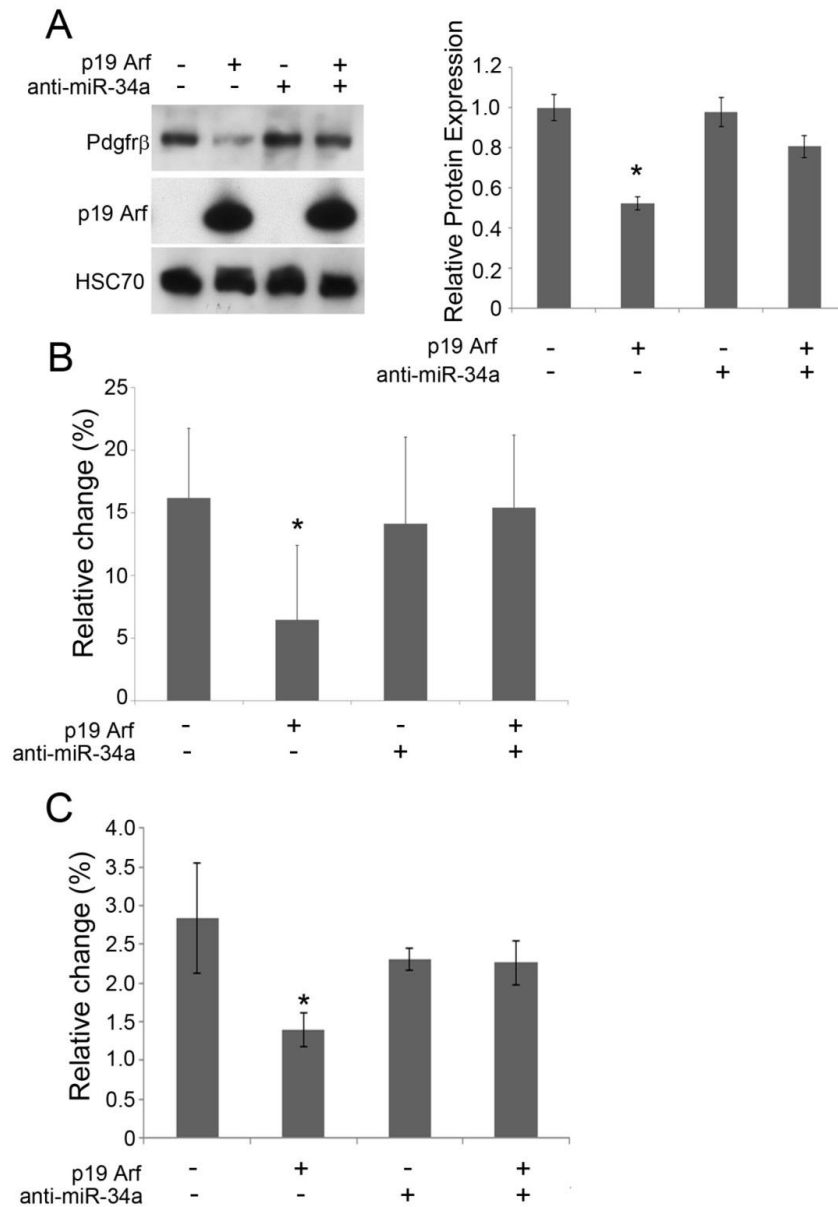 A
p19 Arf - + - +
anti-miR-34a - - + +
Pdgfrβ
p19 Arf
HSC70
Relative Protein Expression
1.2
1.0
0.8
0.6
0.4
0.2
0
*
p19 Arf - + - +
anti-miR-34a - - + +
B
Relative change (%)
25
20
15
10
5
0
*
p19 Arf - + - +
anti-miR-34a - - + +
C
Relative change (%)
4.0
3.5
3.0
2.5
2.0
1.5
1.0
0.5
0
*
p19 Arf - + - +
anti-miR-34a - - + +